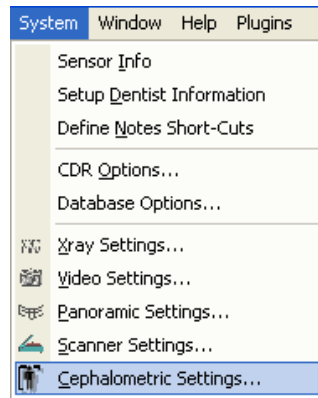 System Window Help Plugins
Sensor Info
Setup Dentist Information
Define Notes Short-Cuts
CDR Options...
Database Options...
Xray Settings...
Video Settings...
Panoramic Settings...
Scanner Settings...
Cephalometric Settings...